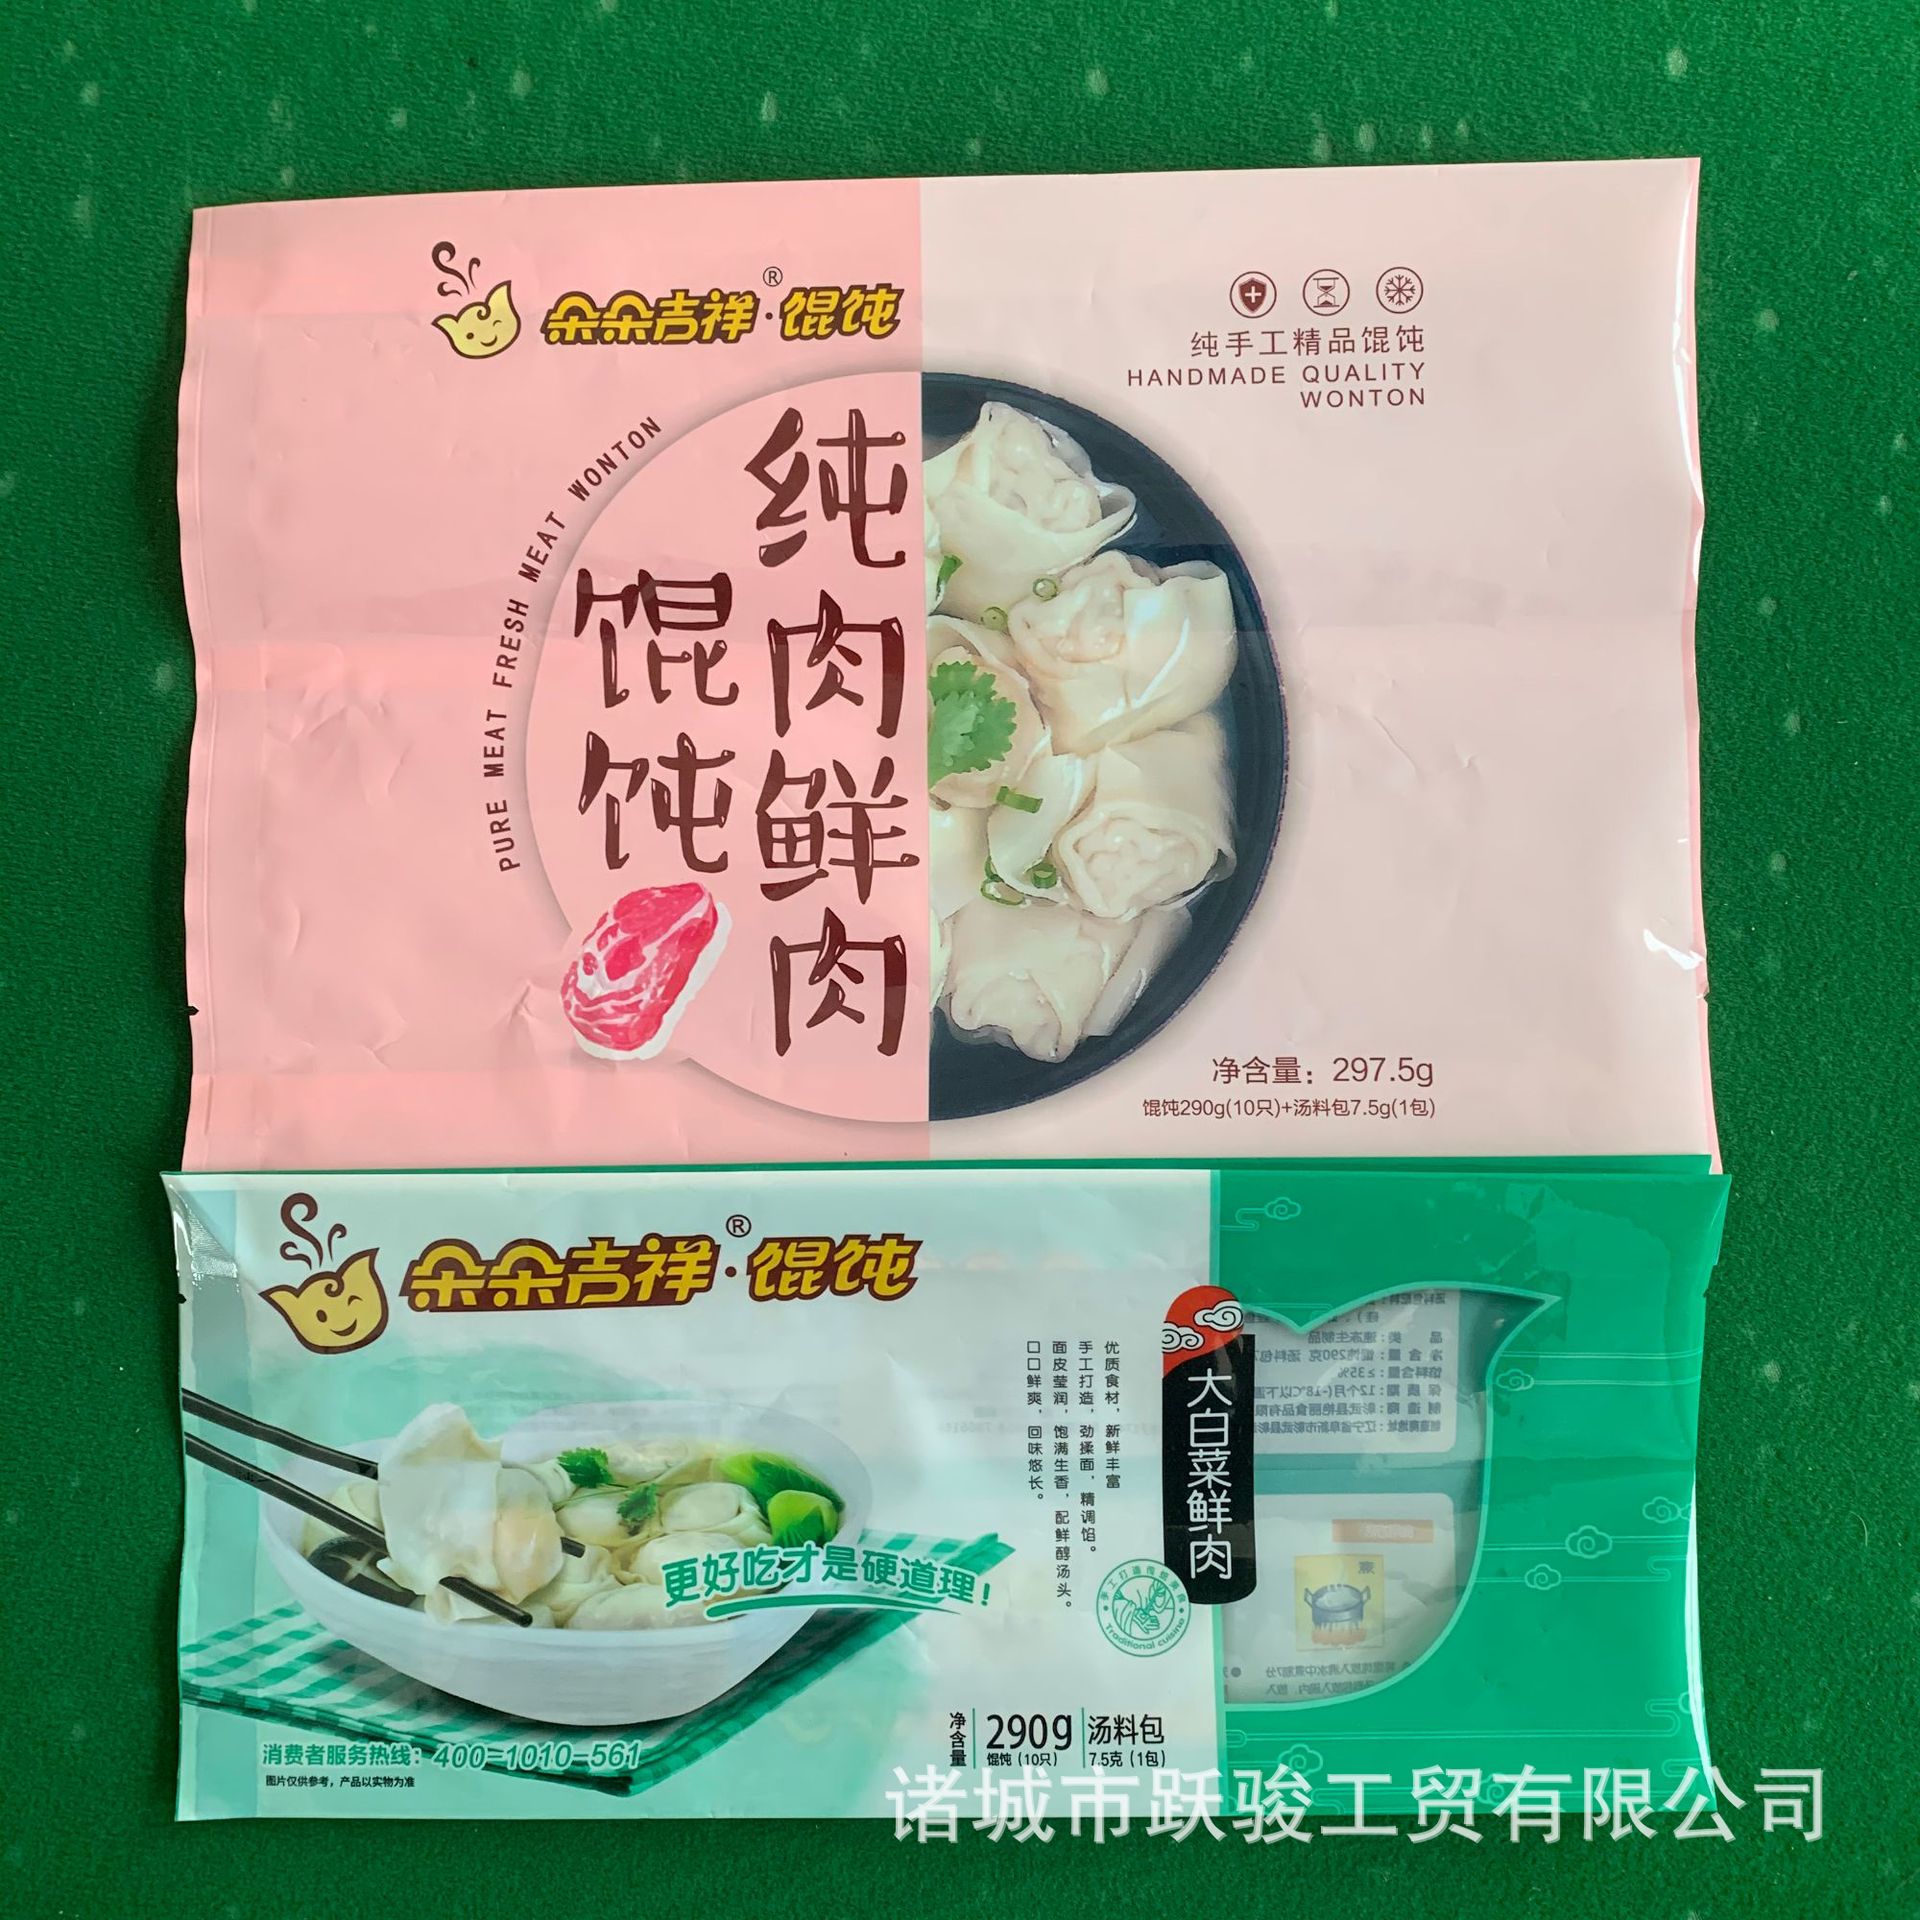 朵朵吉祥®·馄饨
纯手工精品馄饨
HANDMADE QUALITY
WONTON
PURE MEAT FRESH MEAT WONTON
纯肉鲜肉
馄饨
净含量：297.5g
馄饨290g(10只)+汤料包7.5g(1包)
朵朵吉祥®·馄饨
优质食材，新鲜丰富
手工打造，劲揉面，精调馅。
面皮莹润，饱满生香，配鲜醇汤头。
口口鲜爽，回味悠长。
大白菜鲜肉
更好吃才是硬道理！
Traditional cuisine
净含量
290g
馄饨（10只）
汤料包
7.5克（1包）
消费者服务热线：400-1010-561
图片仅供参考，产品以实物为准
诸城市跃骏工贸有限公司